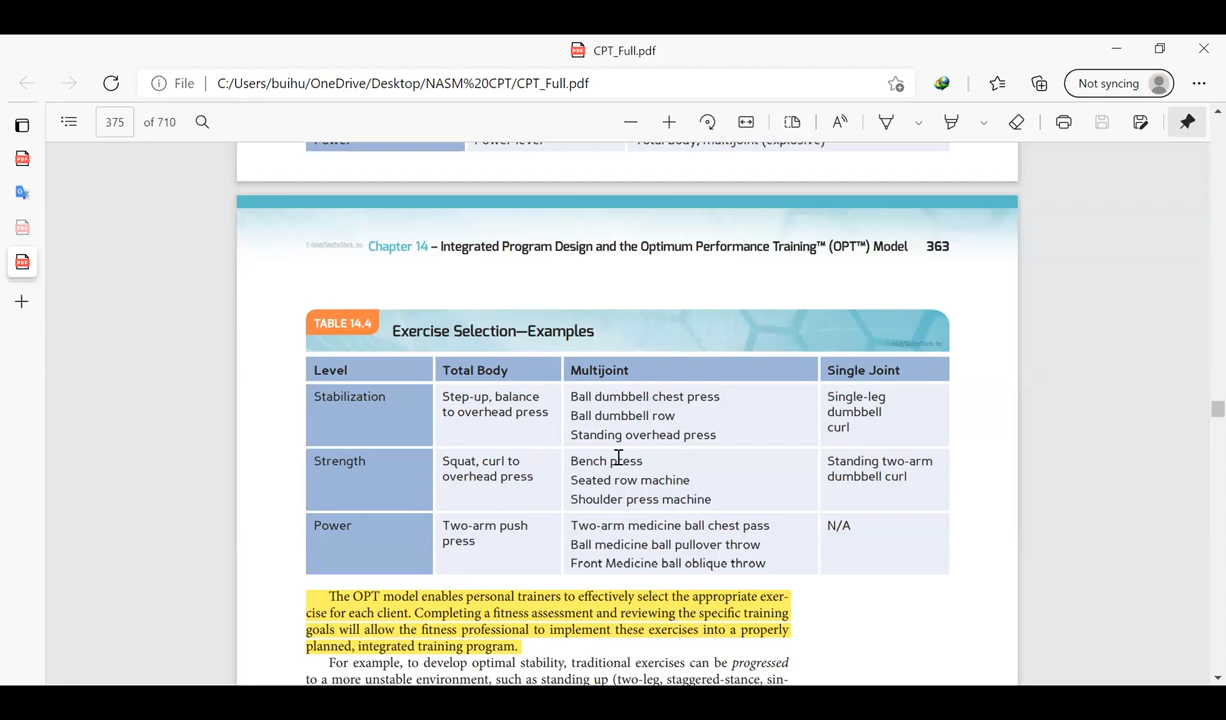 CPT_Full.pdf
File C:/Users/buihu/OneDrive/Desktop/NASM%20CPT/CPT_Full.pdf
Not syncing
375 of 710
Power Power level Total Body, multijoint (explosive)
Chapter 14 – Integrated Program Design and the Optimum Performance Training™ (OPT™) Model 363
TABLE 14.4 Exercise Selection—Examples
Level Total Body Multijoint Single Joint
Stabilization Step-up, balance Ball dumbbell chest press Single-leg
to overhead press Ball dumbbell row dumbbell
Standing overhead press curl
Strength Squat, curl to Bench press Standing two-arm
overhead press Seated row machine dumbbell curl
Shoulder press machine
Power Two-arm push Two-arm medicine ball chest pass N/A
press Ball medicine ball pullover throw
Front Medicine ball oblique throw
The OPT model enables personal trainers to effectively select the appropriate exer-
cise for each client. Completing a fitness assessment and reviewing the specific training
goals will allow the fitness professional to implement these exercises into a properly
planned, integrated training program.
For example, to develop optimal stability, traditional exercises can be progressed
to a more unstable environment, such as standing up (two-leg, staggered-stance, sin-